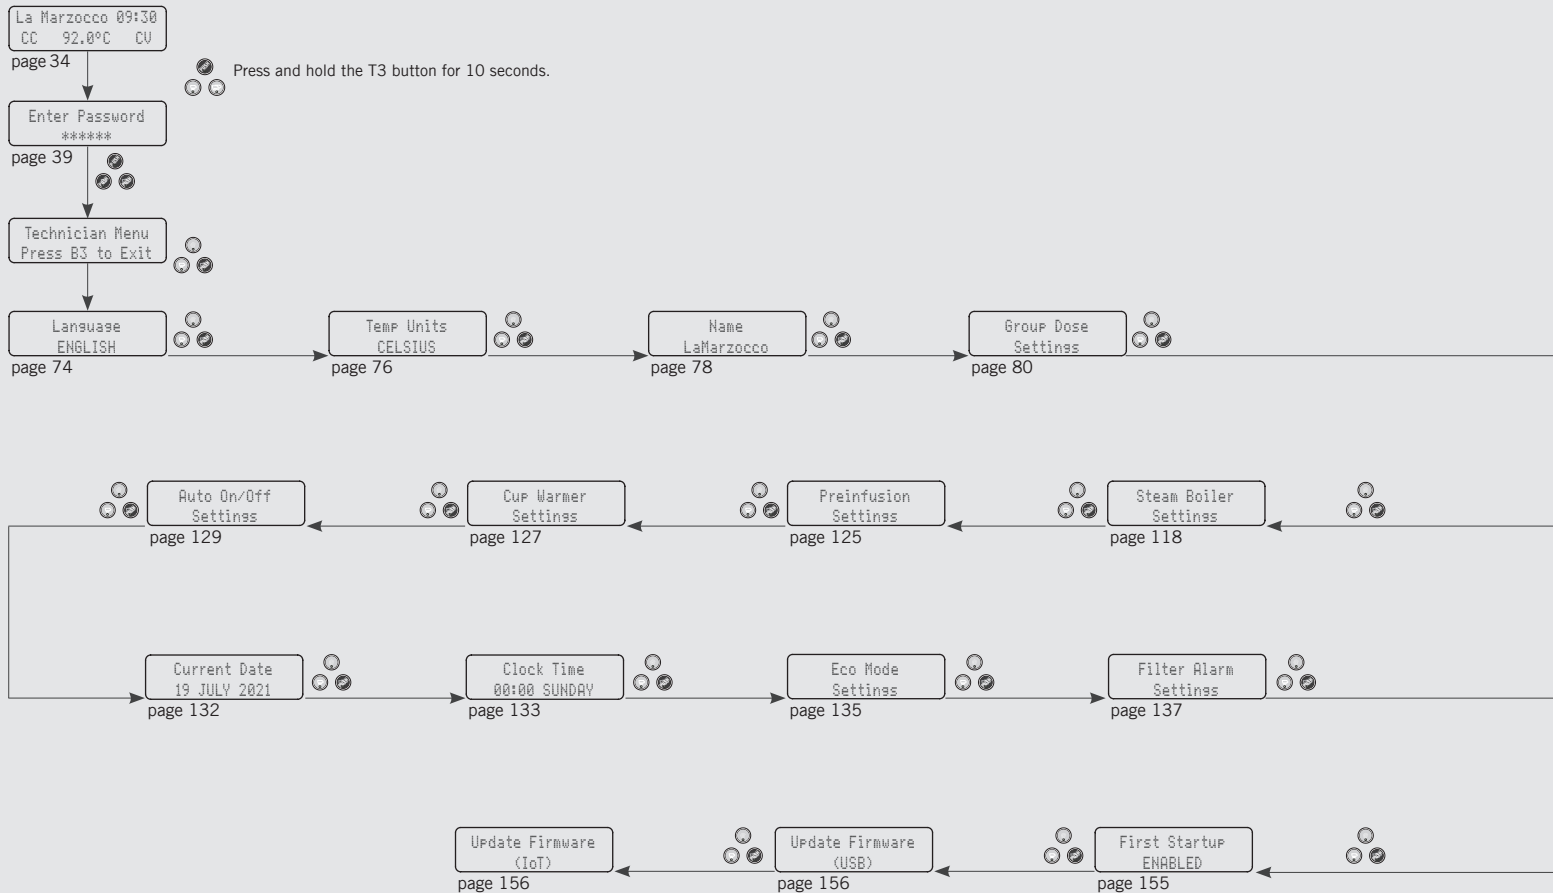 La Marzocco 09:30
CC 92.0°C CV
page 34
Press and hold the T3 button for 10 seconds.
Enter Password
******
page 39
Technician Menu
Press B3 to Exit
Language
ENGLISH
page 74
Temp Units
CELSIUS
page 76
Name
LaMarzocco
page 78
Group Dose
Settings
page 80
Auto On/Off
Settings
page 129
Cup Warmer
Settings
page 127
Preinfusion
Settings
page 125
Steam Boiler
Settings
page 118
Current Date
19 JULY 2021
page 132
Clock Time
00:00 SUNDAY
page 133
Eco Mode
Settings
page 135
Filter Alarm
Settings
page 137
Update Firmware
(IoT)
page 156
Update Firmware
(USB)
page 156
First Startup
ENABLED
page 155